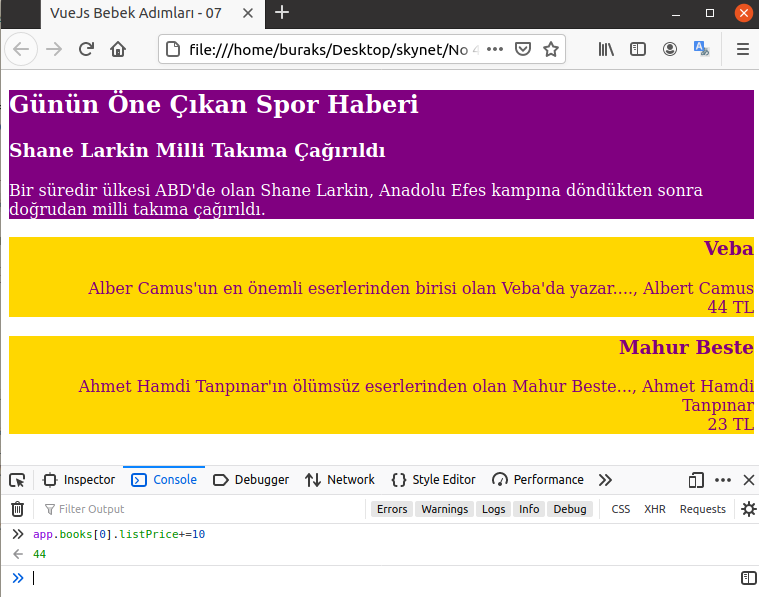 VueJs Bebek Adımları - 07
file:///home/buraks/Desktop/skynet/No 4
Günün Öne Çıkan Spor Haberi
Shane Larkin Milli Takıma Çağırıldı
Bir süredir ülkesi ABD'de olan Shane Larkin, Anadolu Efes kampına döndükten sonra
doğrudan milli takıma çağırıldı.
Veba
Alber Camus'un en önemli eserlerinden birisi olan Veba'da yazar...., Albert Camus
44 TL
Mahur Beste
Ahmet Hamdi Tanpınar'ın ölümsüz eserlerinden olan Mahur Beste..., Ahmet Hamdi
Tanpınar
23 TL
Inspector Console Debugger Network Style Editor Performance
Filter Output Errors Warnings Logs Info Debug CSS XHR Requests
app.books[0].listPrice+=10
44